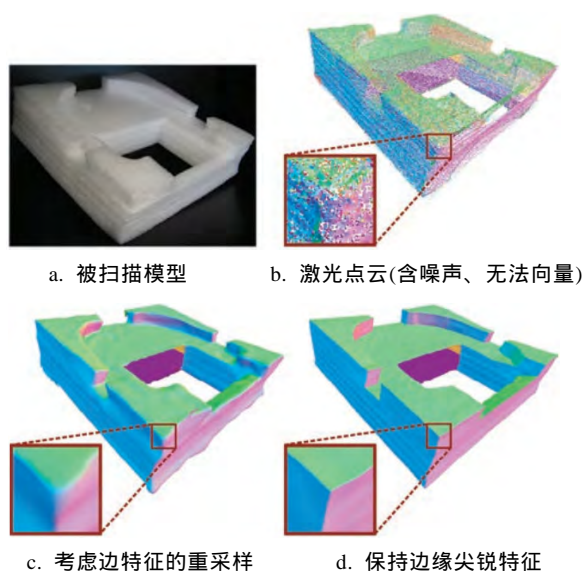 a. 被扫描模型
b. 激光点云(含噪声、无法向量)
c. 考虑边特征的重采样
d. 保持边缘尖锐特征